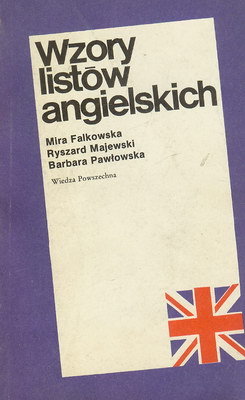 Wzory
listów
angielskich
Mira Falkowska
Ryszard Majewski
Barbara Pawłowska
Wiedza Powszechna